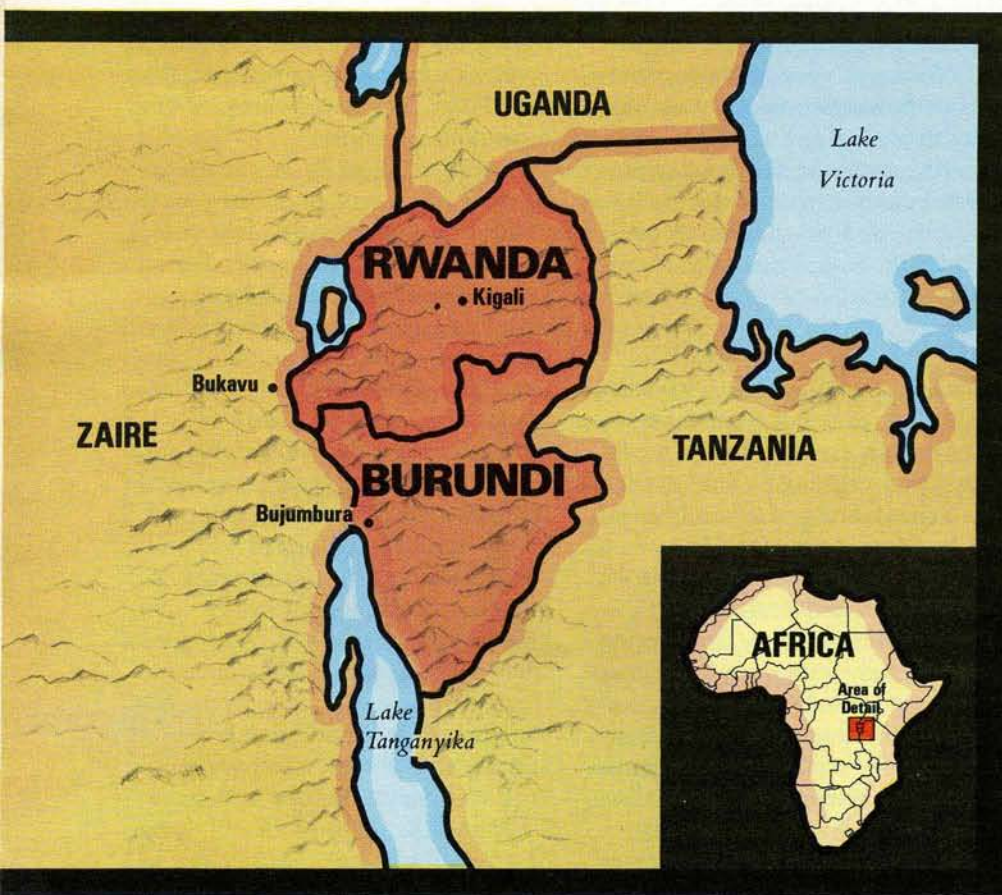 UGANDA
Lake
Victoria
RWANDA
Kigali
Bukavu
ZAIRE
TANZANIA
BURUNDI
Bujumbura
AFRICA
Area of
Detail
Lake
Tanganyika